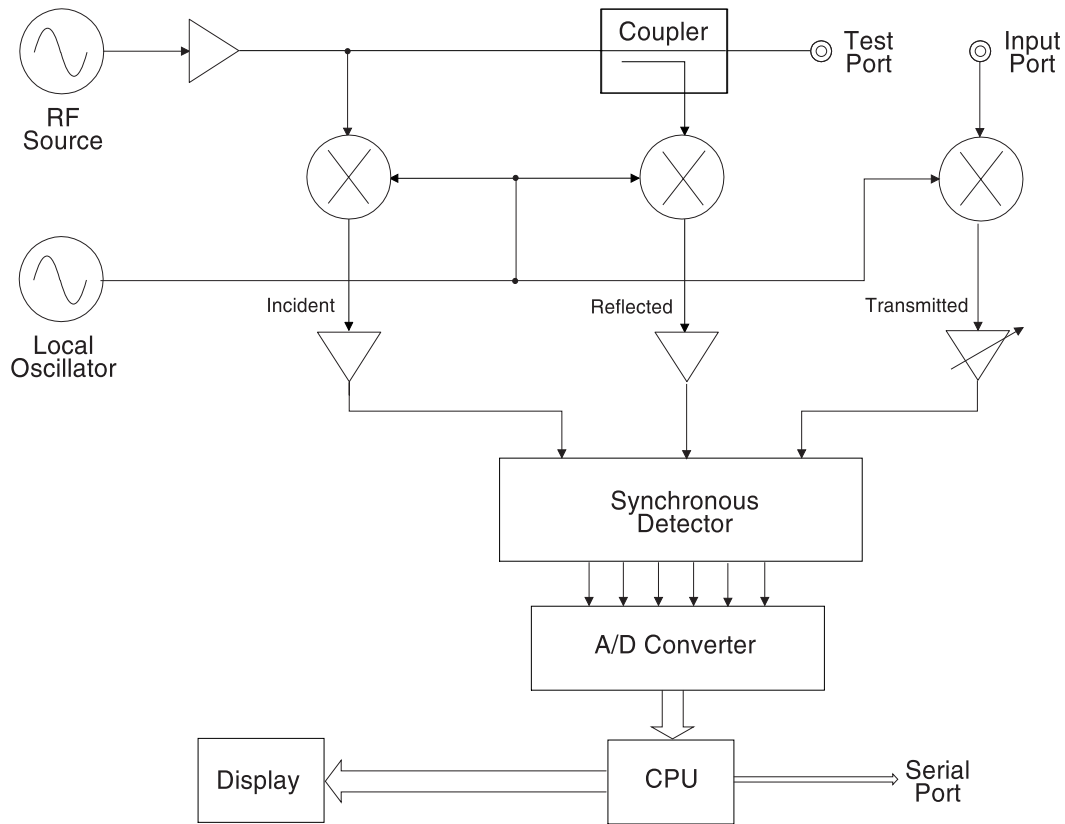 Coupler
Test
Port
Input
Port
RF
Source
Incident
Reflected
Transmitted
Local
Oscillator
Synchronous
Detector
A/D Converter
Display
CPU
Serial
Port